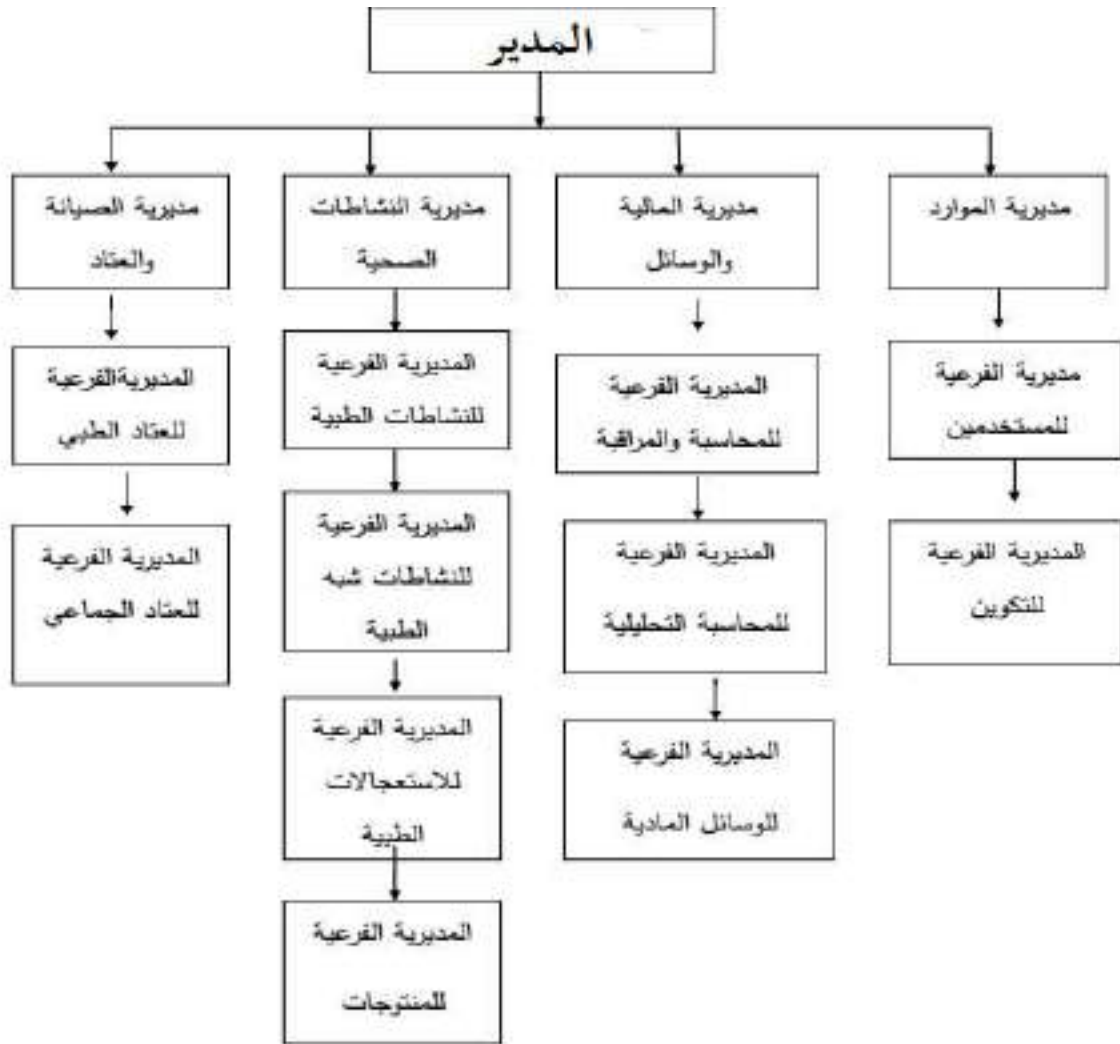 المدير
مديرية الموارد
مديرية المالية
والوسائل
مديرية النشاطات
الصحية
مديرية الصيانة
والعتاد
مديرية الفرعية
للمستخدمين
المديرية الفرعية
للتكوين
المديرية الفرعية
للمحاسبة والمراقبة
المديرية الفرعية
للمحاسبة التحليلية
المديرية الفرعية
للوسائل المادية
المديرية الفرعية
للنشاطات الطبية
المديرية الفرعية
للنشاطات شبه
الطبية
المديرية الفرعية
للاستعجالات
الطبية
المديرية الفرعية
للمنتوجات
المديريةالفرعية
للعتاد الطبي
المديرية الفرعية
للعتاد الجماعي